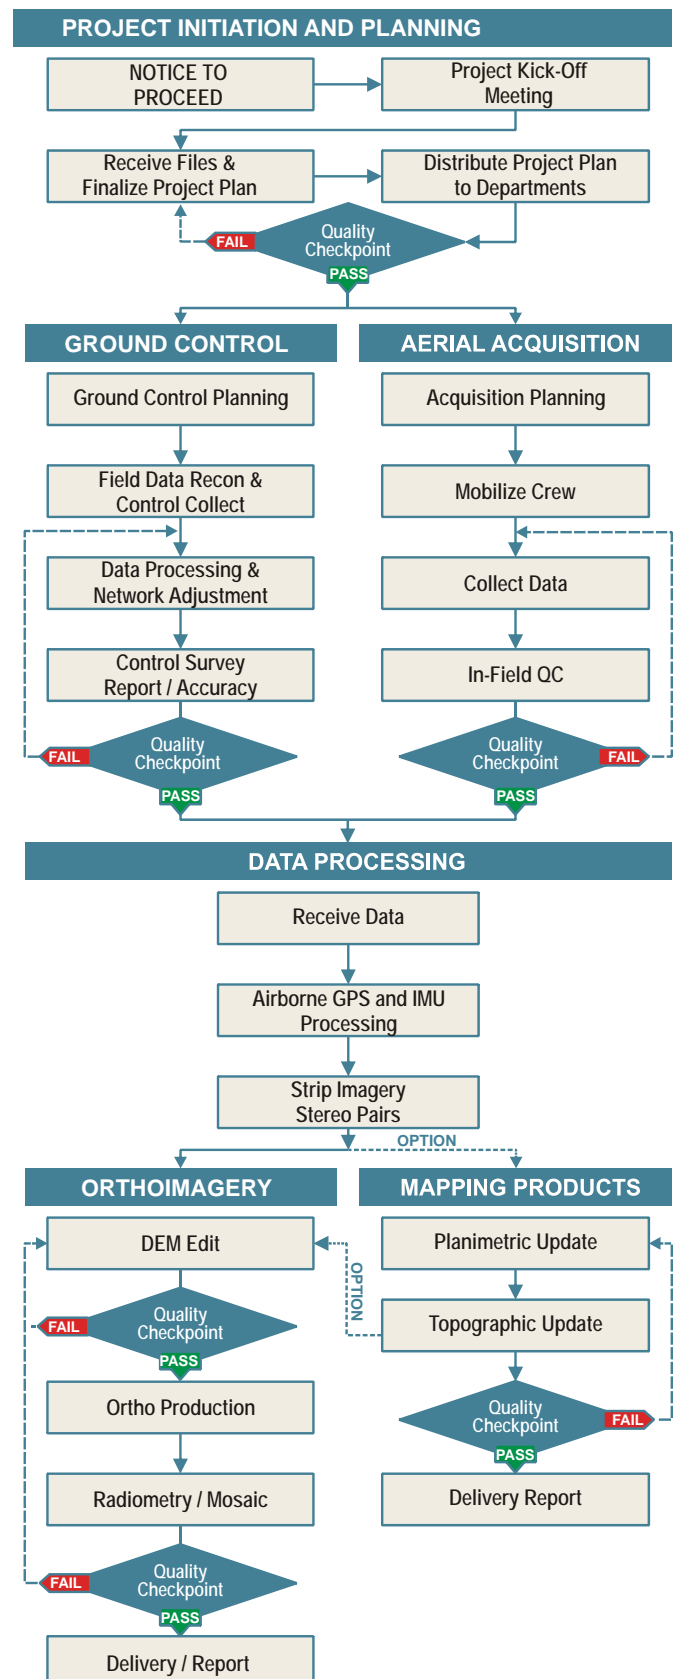 PROJECT INITIATION AND PLANNING
NOTICE TO
PROCEED
Project Kick-Off
Meeting
Receive Files &
Finalize Project Plan
Distribute Project Plan
to Departments
Quality
Checkpoint
FAIL
PASS
GROUND CONTROL
Ground Control Planning
Field Data Recon &
Control Collect
Data Processing &
Network Adjustment
Control Survey
Report / Accuracy
Quality
Checkpoint
FAIL
PASS
AERIAL ACQUISITION
Acquisition Planning
Mobilize Crew
Collect Data
In-Field QC
Quality
Checkpoint
FAIL
PASS
DATA PROCESSING
Receive Data
Airborne GPS and IMU
Processing
Strip Imagery
Stereo Pairs
OPTION
ORTHOIMAGERY
DEM Edit
Quality
Checkpoint
FAIL
PASS
Ortho Production
Radiometry / Mosaic
Quality
Checkpoint
FAIL
PASS
Delivery / Report
OPTION
MAPPING PRODUCTS
Planimetric Update
Topographic Update
Quality
Checkpoint
FAIL
PASS
Delivery Report